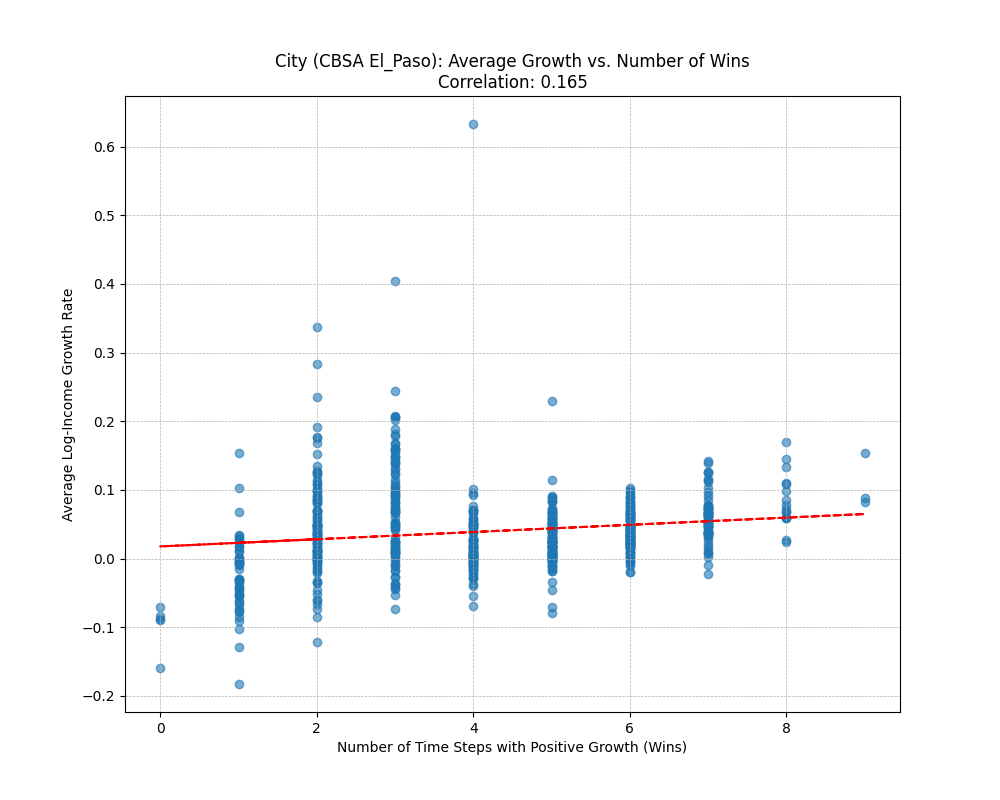 City (CBSA El_Paso): Average Growth vs. Number of Wins
Correlation: 0.165
Average Log-Income Growth Rate
0.6
0.5
0.4
0.3
0.2
0.1
0.0
−0.1
−0.2
0 2 4 6 8
Number of Time Steps with Positive Growth (Wins)